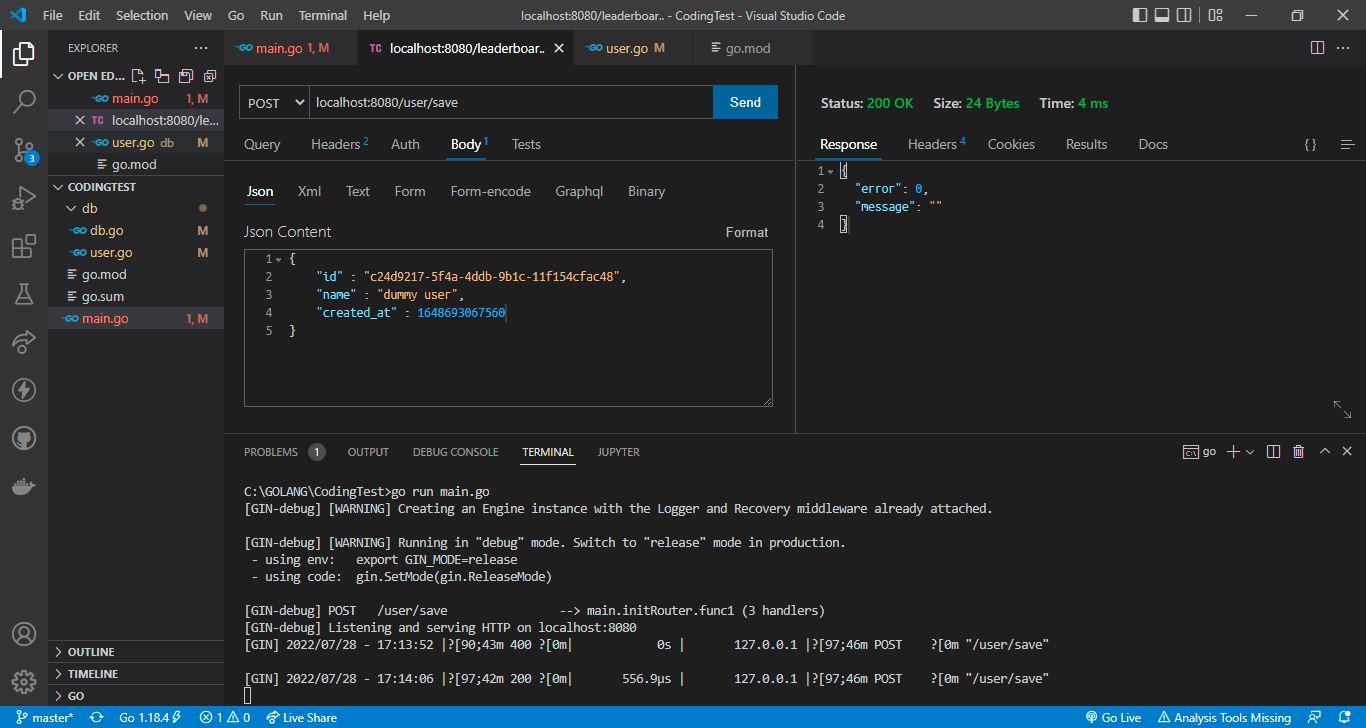 File Edit Selection View Go Run Terminal Help localhost:8080/leaderboar.. - CodingTest - Visual Studio Code
EXPLORER ...
main.go 1, M
TC localhost:8080/leaderboar..
user.go M
go.mod
OPEN ED...
main.go 1, M
TC localhost:8080/le...
user.go db M
go.mod
CODINGTEST
db
db.go M
user.go M
go.mod
go.sum
main.go 1, M
OUTLINE
TIMELINE
GO
3
POST localhost:8080/user/save Send
Query Headers 2 Auth Body 1 Tests
Json Xml Text Form Form-encode Graphql Binary
Json Content Format
1 {
2 "id" : "c24d9217-5f4a-4ddb-9b1c-11f154cfac48",
3 "name" : "dummy user",
4 "created_at" : 1648693067560
5 }
Status: 200 OK Size: 24 Bytes Time: 4 ms
Response Headers 4 Cookies Results Docs { }
1 {
2 "error": 0,
3 "message": ""
4 }
PROBLEMS 1 OUTPUT DEBUG CONSOLE TERMINAL JUPYTER go
C:\GOLANG\CodingTest>go run main.go
[GIN-debug] [WARNING] Creating an Engine instance with the Logger and Recovery middleware already attached.
[GIN-debug] [WARNING] Running in "debug" mode. Switch to "release" mode in production.
- using env: export GIN_MODE=release
- using code: gin.SetMode(gin.ReleaseMode)
[GIN-debug] POST /user/save --> main.initRouter.func1 (3 handlers)
[GIN-debug] Listening and serving HTTP on localhost:8080
[GIN] 2022/07/28 - 17:13:52 |?[90;43m 400 ?[0m| 0s | 127.0.0.1 |?[97;46m POST ?[0m "/user/save"
[GIN] 2022/07/28 - 17:14:06 |?[97;42m 200 ?[0m| 556.9µs | 127.0.0.1 |?[97;46m POST ?[0m "/user/save"
master* Go 1.18.4 1 0 Live Share Go Live Analysis Tools Missing